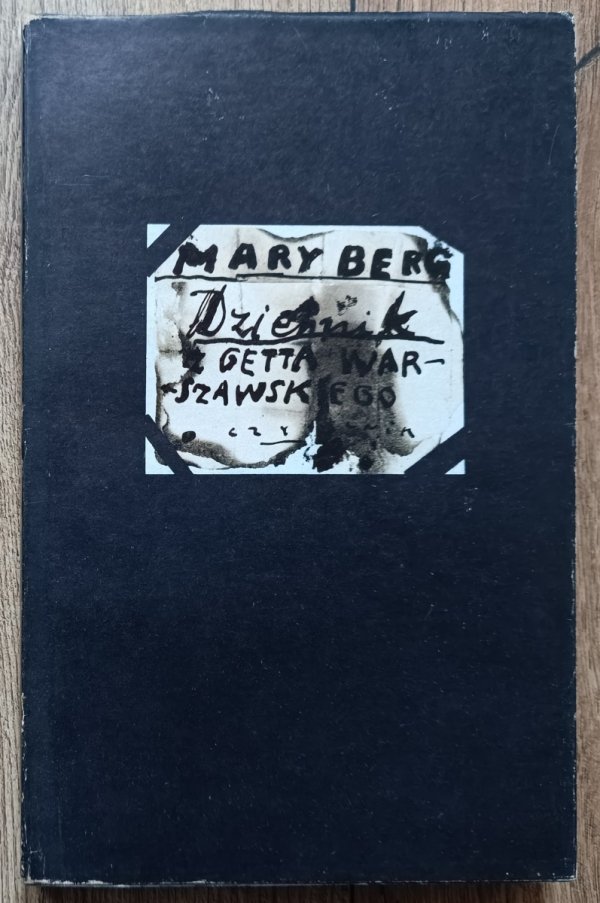 MARY BERG
Dziennik
Z GETTA WAR-
SZAWSKIEGO